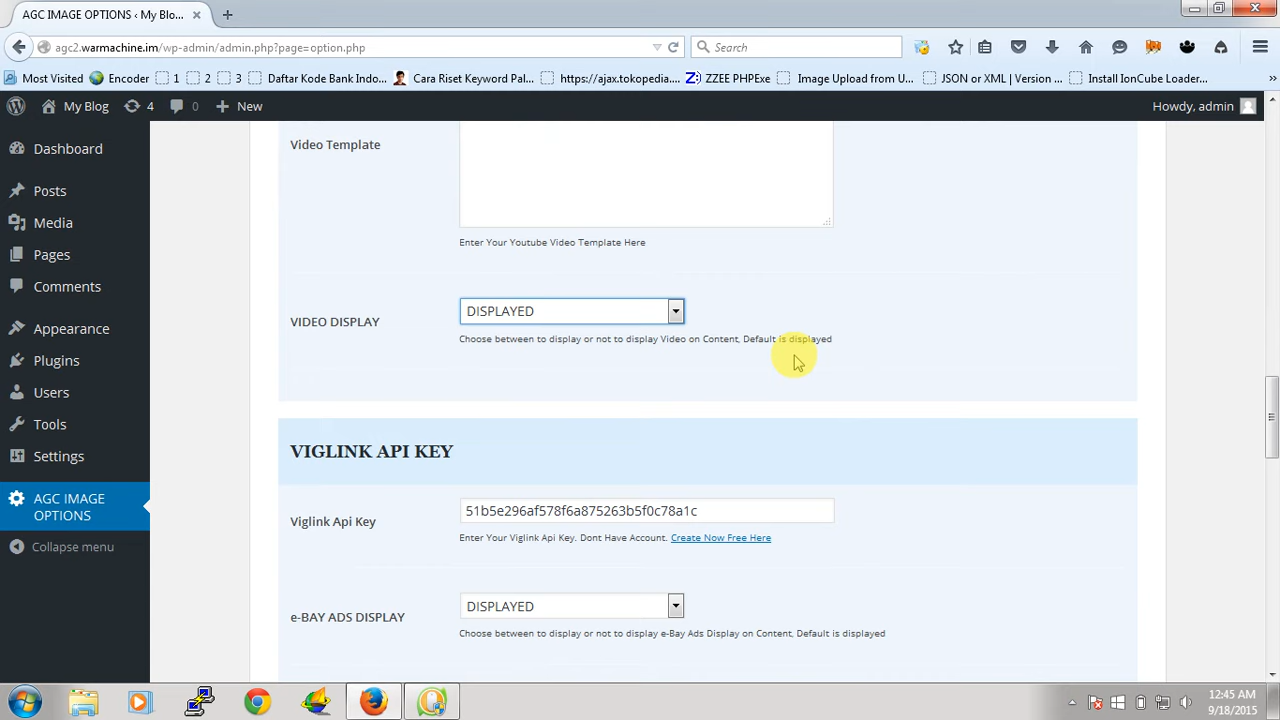 AGC IMAGE OPTIONS ‹ My Blo...
agc2.warmachine.im/wp-admin/admin.php?page=option.php
Search
Most Visited Encoder 1 2 3 Daftar Kode Bank Indo... Cara Riset Keyword Pal... https://ajax.tokopedia.... ZZEE PHPExe Image Upload from U... JSON or XML | Version ... Install IonCube Loader...
My Blog 4 0 New Howdy, admin
Dashboard
Posts
Media
Pages
Comments
Appearance
Plugins
Users
Tools
Settings
AGC IMAGE
OPTIONS
Collapse menu
Video Template
Enter Your Youtube Video Template Here
VIDEO DISPLAY
DISPLAYED
Choose between to display or not to display Video on Content, Default is displayed
VIGLINK API KEY
Viglink Api Key
51b5e296af578f6a875263b5f0c78a1c
Enter Your Viglink Api Key. Dont Have Account. Create Now Free Here
e-BAY ADS DISPLAY
DISPLAYED
Choose between to display or not to display e-Bay Ads Display on Content, Default is displayed
12:45 AM
9/18/2015